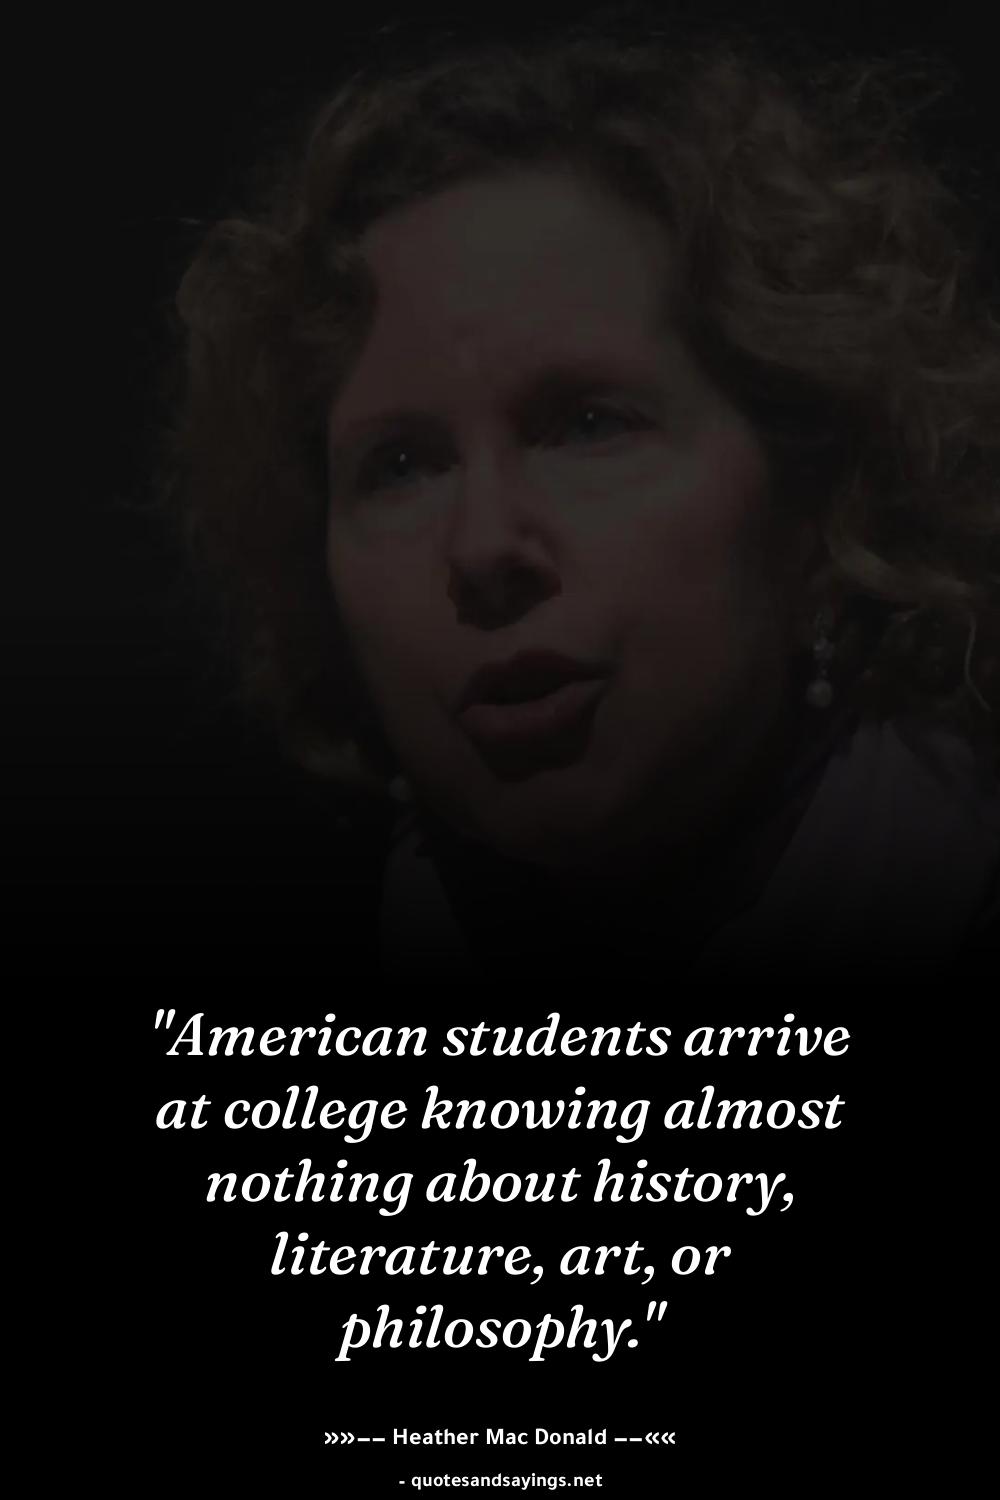 "American students arrive
at college knowing almost
nothing about history,
literature, art, or
philosophy."
»»–– Heather Mac Donald ––««
- quotesandsayings.net